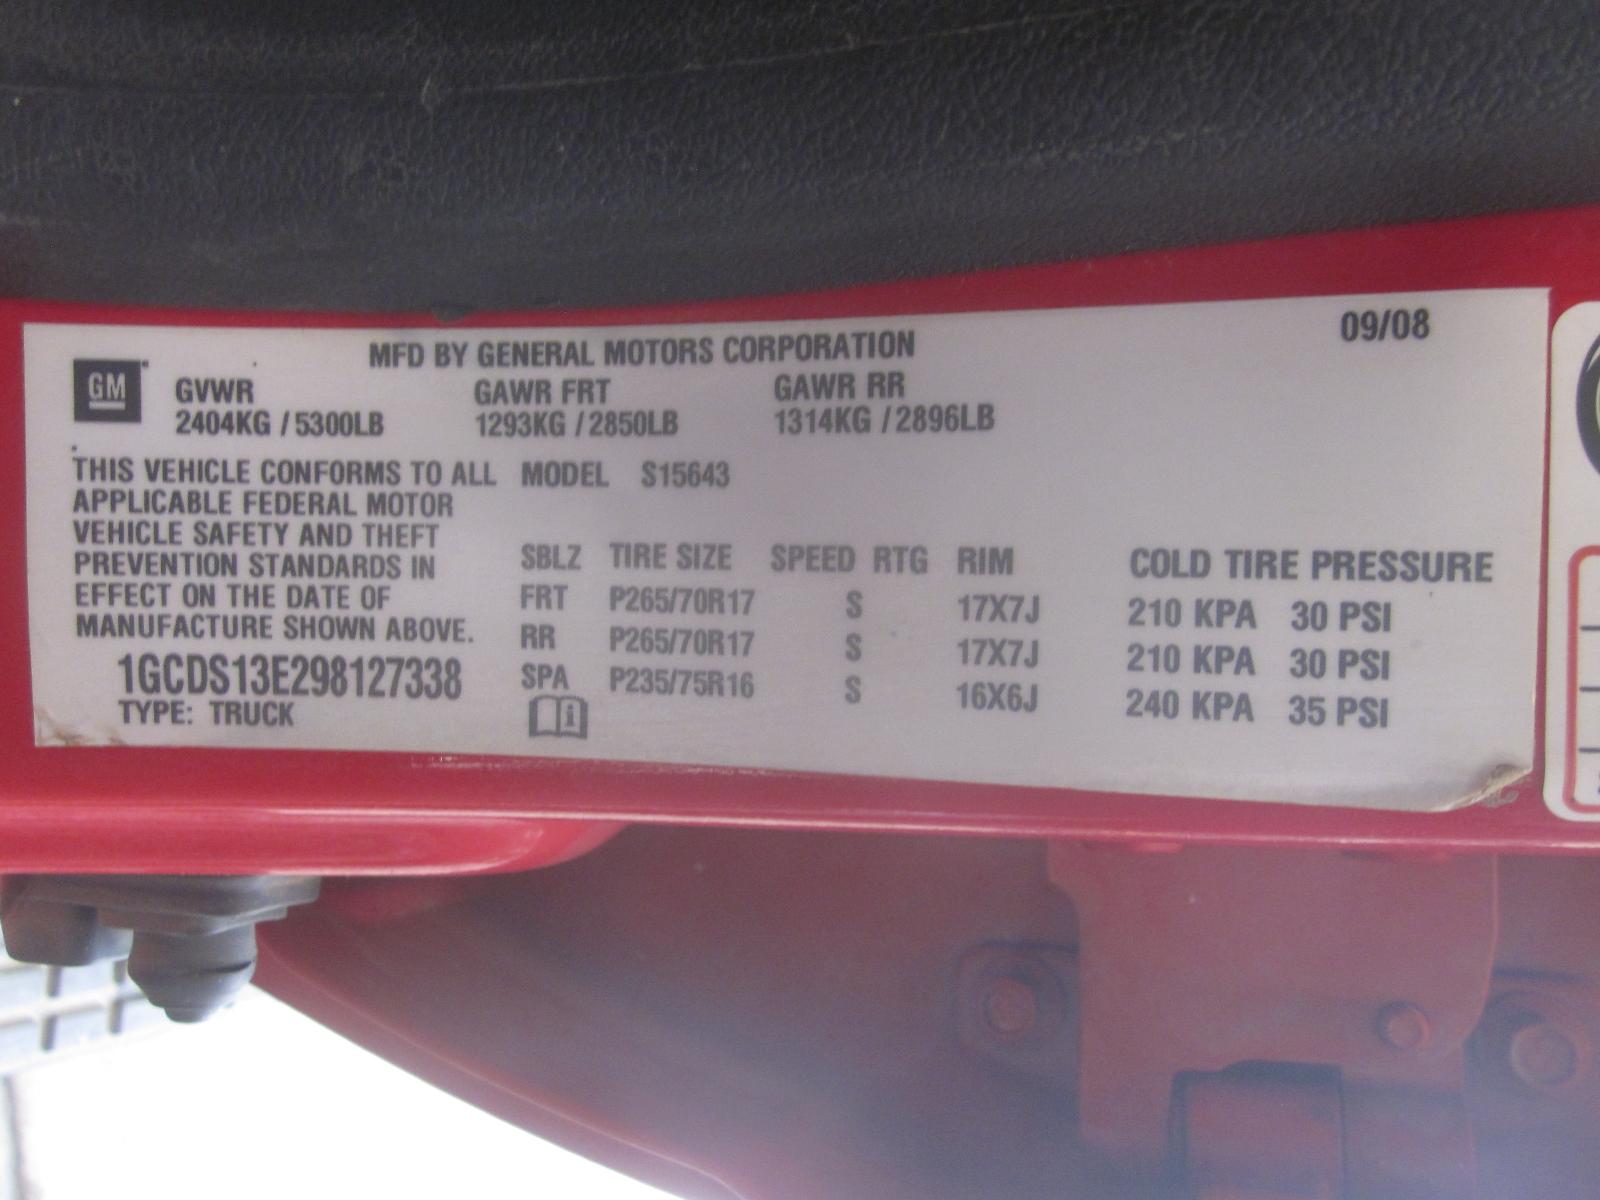 09/08
MFD BY GENERAL MOTORS CORPORATION
GM
GVWR GAWR FRT GAWR RR
2404KG / 5300LB 1293KG / 2850LB 1314KG / 2896LB
THIS VEHICLE CONFORMS TO ALL
APPLICABLE FEDERAL MOTOR
VEHICLE SAFETY AND THEFT
PREVENTION STANDARDS IN
EFFECT ON THE DATE OF
MANUFACTURE SHOWN ABOVE.
1GCDS13E298127338
TYPE: TRUCK
MODEL S15643
SBLZ TIRE SIZE SPEED RTG RIM COLD TIRE PRESSURE
FRT P265/70R17 S 17X7J 210 KPA 30 PSI
RR P265/70R17 S 17X7J 210 KPA 30 PSI
SPA P235/75R16 S 16X6J 240 KPA 35 PSI